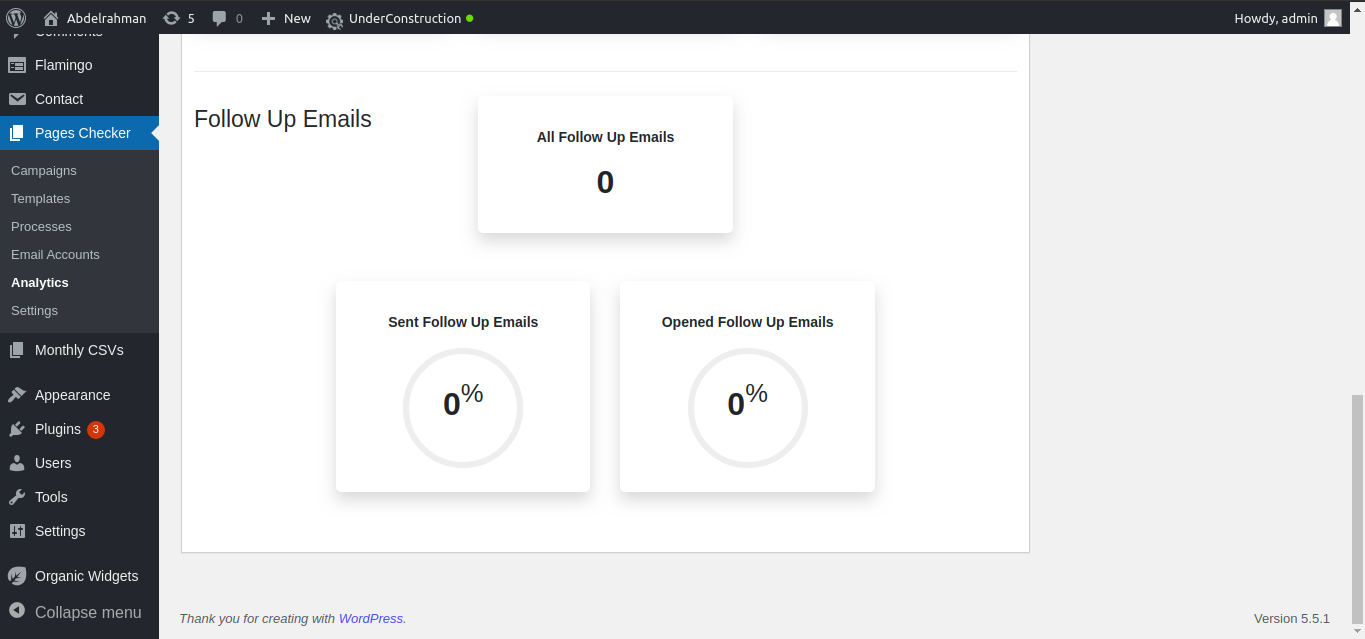 Abdelrahman 5 0 New UnderConstruction Howdy, admin
Comments
Flamingo
Contact
Pages Checker
Campaigns
Templates
Processes
Email Accounts
Analytics
Settings
Monthly CSVs
Appearance
Plugins 3
Users
Tools
Settings
Organic Widgets
Collapse menu
Follow Up Emails
All Follow Up Emails
0
Sent Follow Up Emails
0%
Opened Follow Up Emails
0%
Thank you for creating with WordPress.
Version 5.5.1